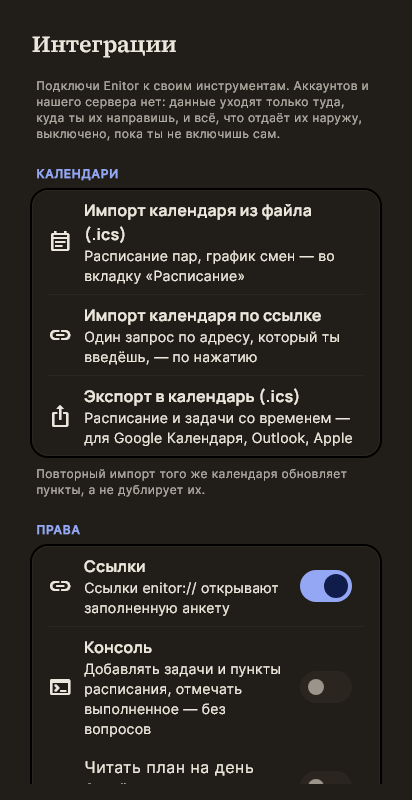 Интеграции
Подключи Enitor к своим инструментам. Аккаунтов и
нашего сервера нет: данные уходят только туда,
куда ты их направишь, и всё, что отдаёт их наружу,
выключено, пока ты не включишь сам.
КАЛЕНДАРИ
Импорт календаря из файла
(.ics)
Расписание пар, график смен — во
вкладку «Расписание»
Импорт календаря по ссылке
Один запрос по адресу, который ты
введёшь, — по нажатию
Экспорт в календарь (.ics)
Расписание и задачи со временем —
для Google Календаря, Outlook, Apple
Повторный импорт того же календаря обновляет
пункты, а не дублирует их.
ПРАВА
Ссылки
Ссылки enitor:// открывают
заполненную анкету
Консоль
Добавлять задачи и пункты
расписания, отмечать
выполненное — без
вопросов
Читать план на день